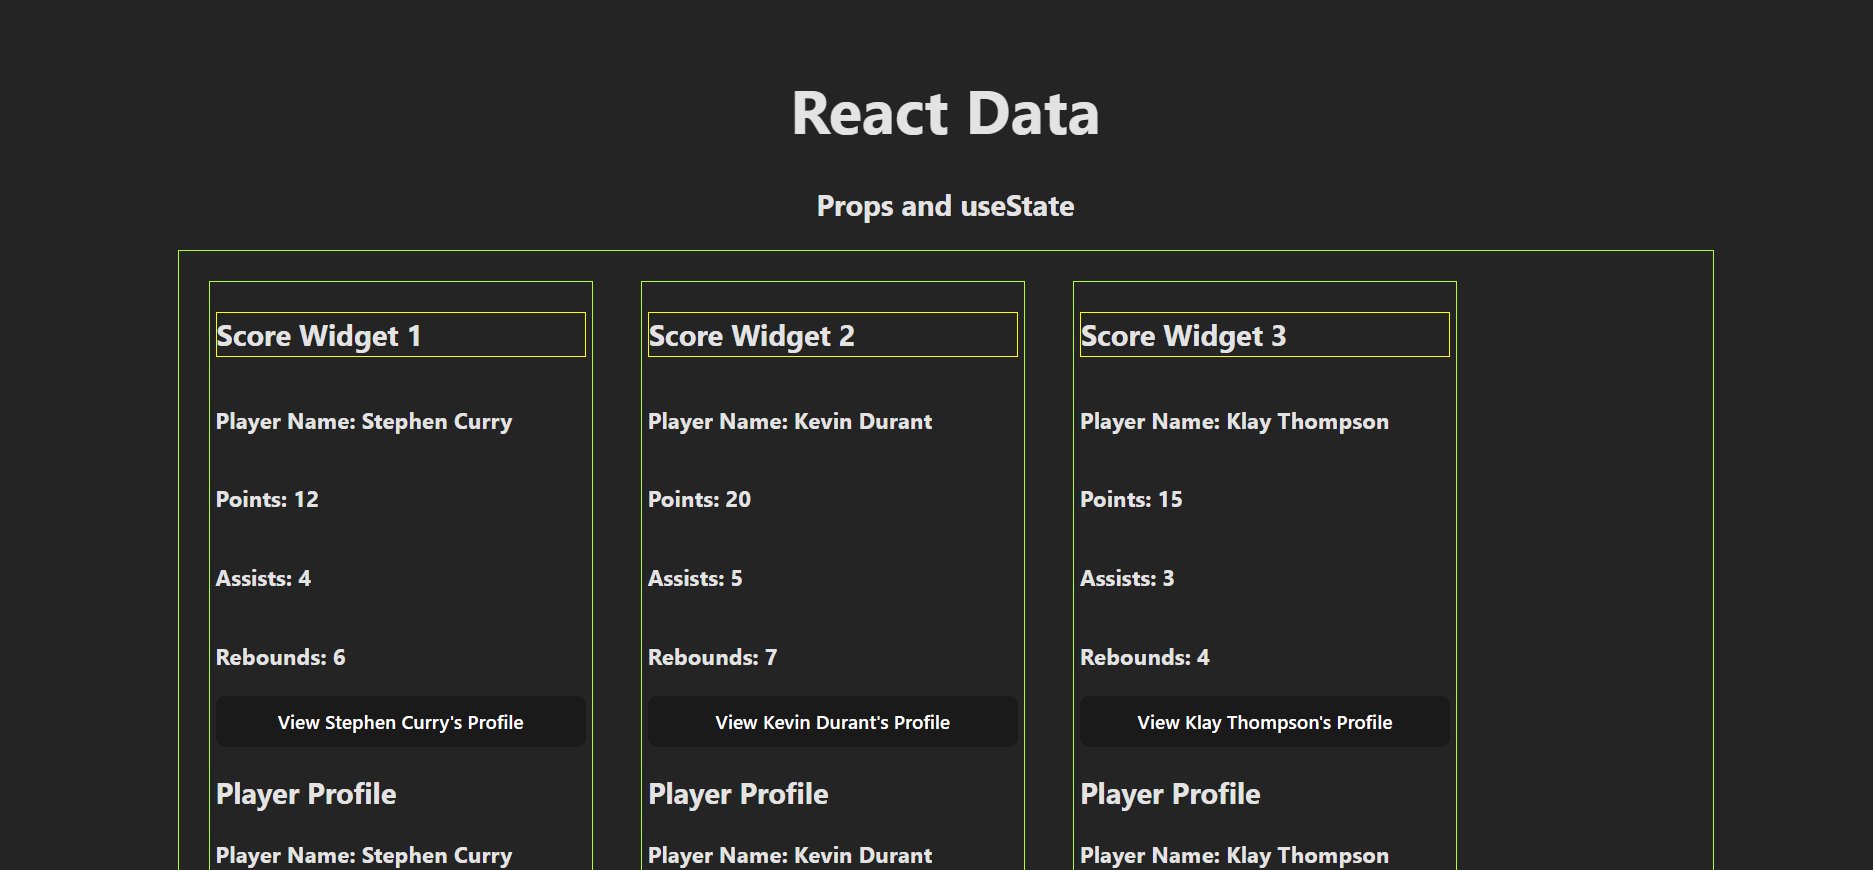 React Data
Props and useState
Score Widget 1
Player Name: Stephen Curry
Points: 12
Assists: 4
Rebounds: 6
View Stephen Curry's Profile
Player Profile
Player Name: Stephen Curry
Score Widget 2
Player Name: Kevin Durant
Points: 20
Assists: 5
Rebounds: 7
View Kevin Durant's Profile
Player Profile
Player Name: Kevin Durant
Score Widget 3
Player Name: Klay Thompson
Points: 15
Assists: 3
Rebounds: 4
View Klay Thompson's Profile
Player Profile
Player Name: Klay Thompson